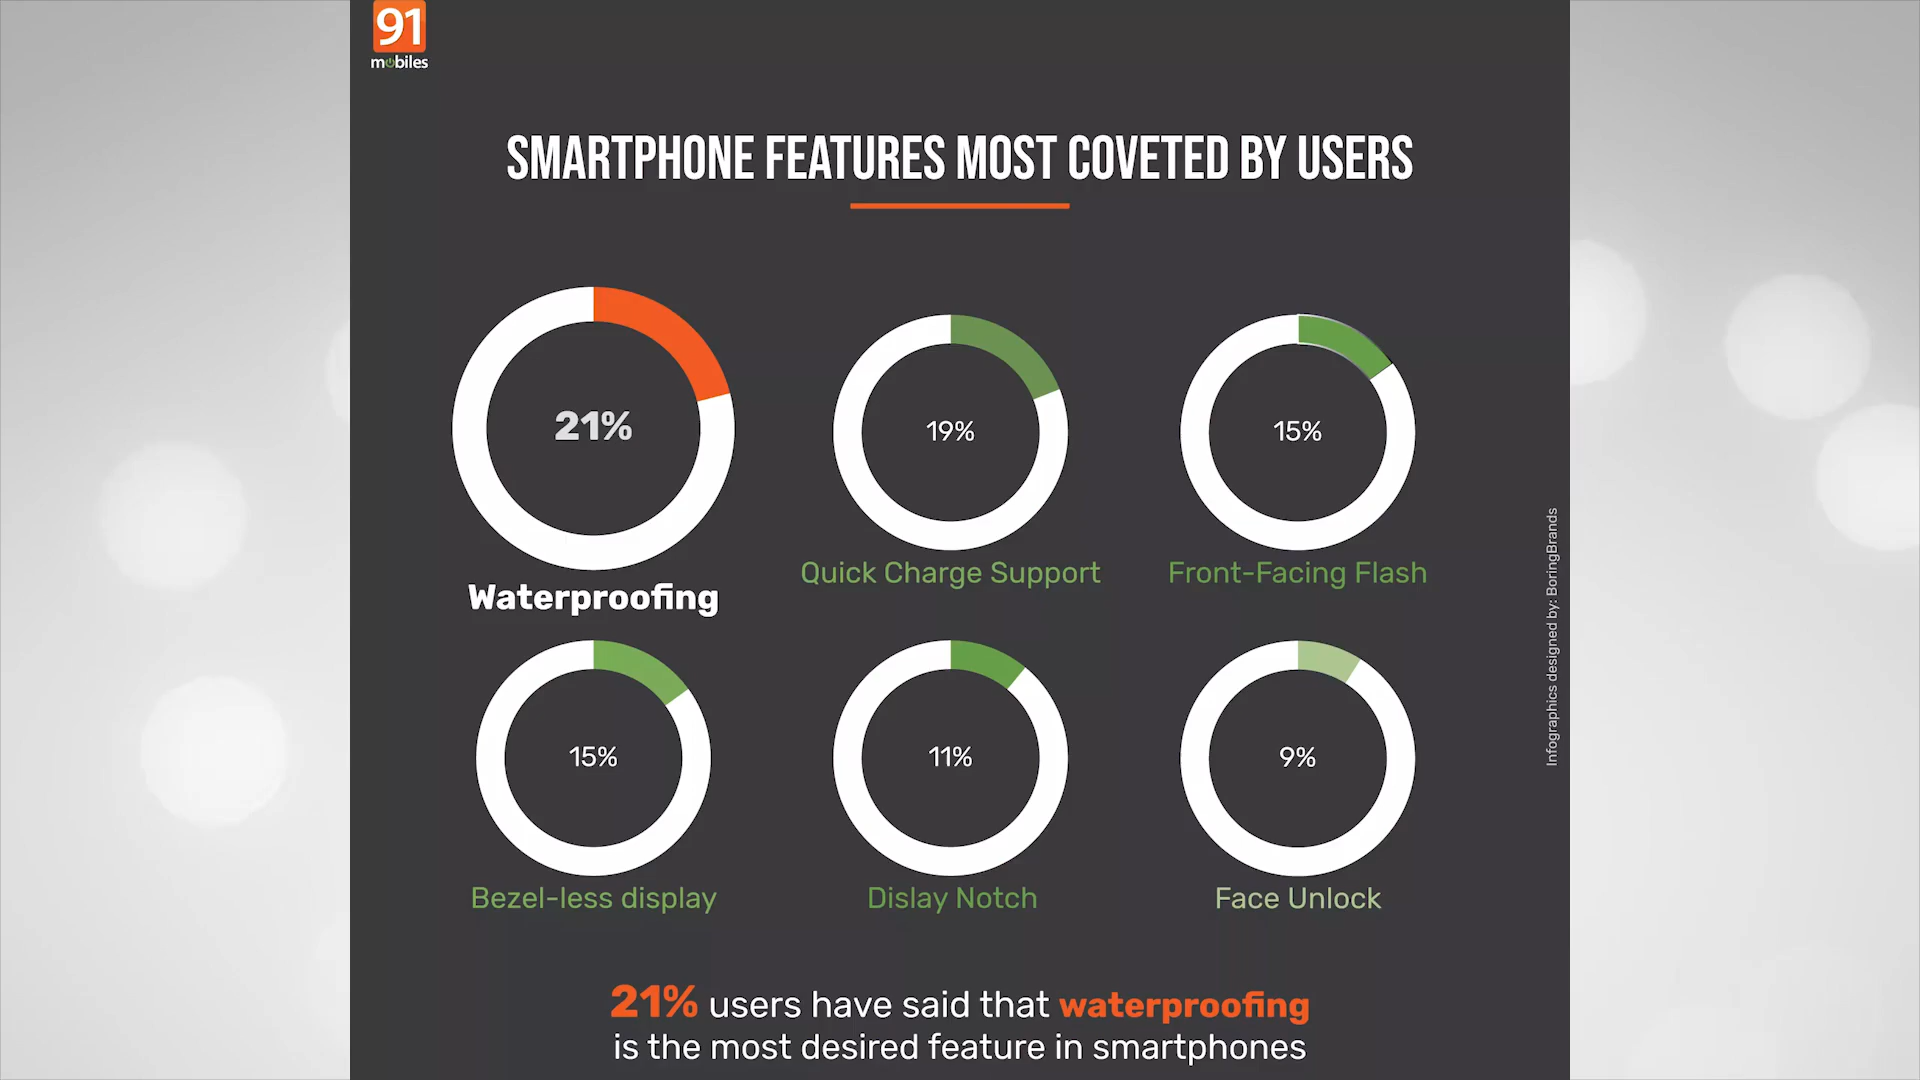 91
mobiles
SMARTPHONE FEATURES MOST COVETED BY USERS
21%
Waterproofing
19%
Quick Charge Support
15%
Front-Facing Flash
15%
Bezel-less display
11%
Dislay Notch
9%
Face Unlock
Infographics designed by: BoringBrands
21% users have said that waterproofing
is the most desired feature in smartphones